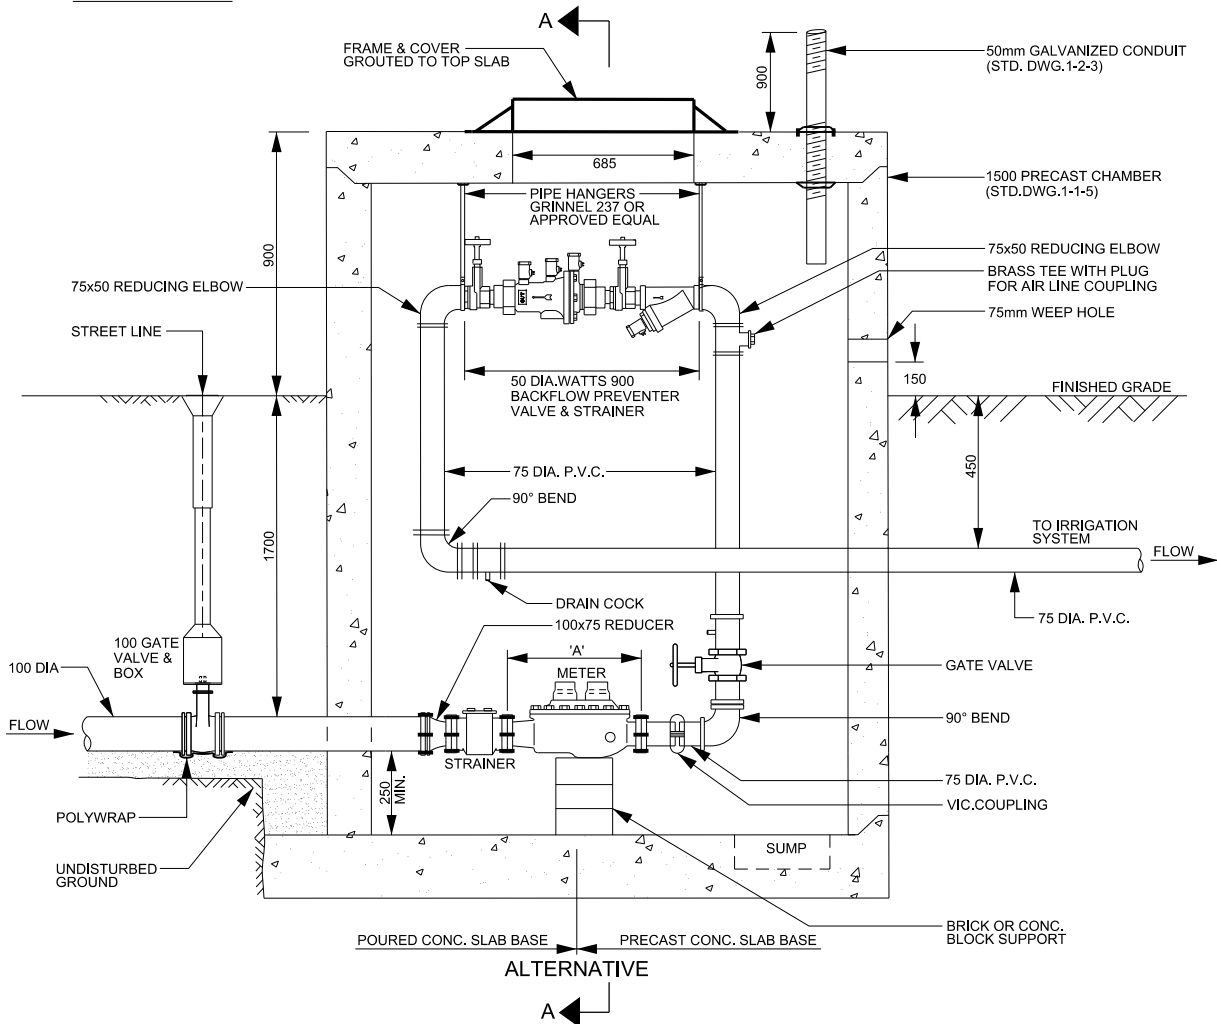 A
FRAME & COVER
GROUTED TO TOP SLAB
900
50mm GALVANIZED CONDUIT
(STD. DWG.1-2-3)
685
1500 PRECAST CHAMBER
(STD.DWG.1-1-5)
PIPE HANGERS
GRINNEL 237 OR
APPROVED EQUAL
900
75x50 REDUCING ELBOW
75x50 REDUCING ELBOW
BRASS TEE WITH PLUG
FOR AIR LINE COUPLING
75mm WEEP HOLE
STREET LINE
50 DIA.WATTS 900
BACKFLOW PREVENTER
VALVE & STRAINER
150
FINISHED GRADE
450
75 DIA. P.V.C.
90° BEND
1700
TO IRRIGATION
SYSTEM
FLOW
DRAIN COCK
75 DIA. P.V.C.
100x75 REDUCER
100 GATE
VALVE &
BOX
'A'
METER
GATE VALVE
100 DIA
FLOW
90° BEND
STRAINER
75 DIA. P.V.C.
250
MIN.
VIC.COUPLING
POLYWRAP
SUMP
UNDISTURBED
GROUND
BRICK OR CONC.
BLOCK SUPPORT
POURED CONC. SLAB BASE
PRECAST CONC. SLAB BASE
ALTERNATIVE
A